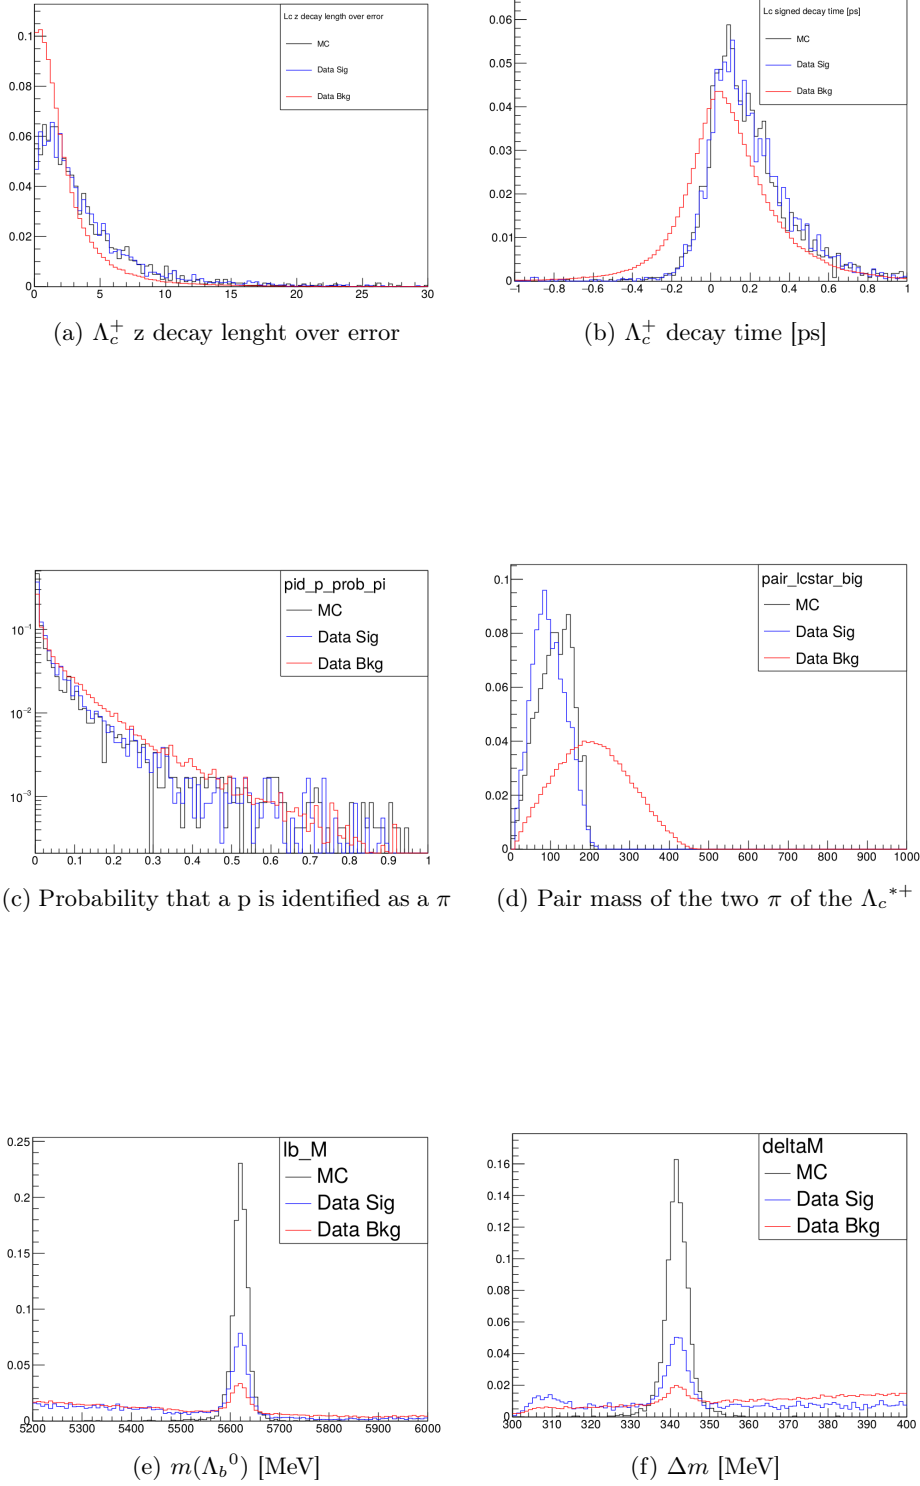 Lc z decay length over error
MC
Data Sig
Data Bkg
0.1
0.08
0.06
0.04
0.02
0
0 5 10 15 20 25 30
(a) Λc+ z decay lenght over error
Lc signed decay time [ps]
MC
Data Sig
Data Bkg
0.06
0.05
0.04
0.03
0.02
0.01
0
−1 −0.8 −0.6 −0.4 −0.2 0 0.2 0.4 0.6 0.8 1
(b) Λc+ decay time [ps]
pid_p_prob_pi
MC
Data Sig
Data Bkg
10−1
10−2
10−3
0 0.1 0.2 0.3 0.4 0.5 0.6 0.7 0.8 0.9 1
(c) Probability that a p is identified as a π
pair_lcstar_big
MC
Data Sig
Data Bkg
0.1
0.08
0.06
0.04
0.02
0
0 100 200 300 400 500 600 700 800 900 1000
(d) Pair mass of the two π of the Λc*+
lb_M
MC
Data Sig
Data Bkg
0.25
0.2
0.15
0.1
0.05
0
5200 5300 5400 5500 5600 5700 5800 5900 6000
(e) m(Λb0) [MeV]
deltaM
MC
Data Sig
Data Bkg
0.16
0.14
0.12
0.1
0.08
0.06
0.04
0.02
0
300 310 320 330 340 350 360 370 380 390 400
(f) Δm [MeV]